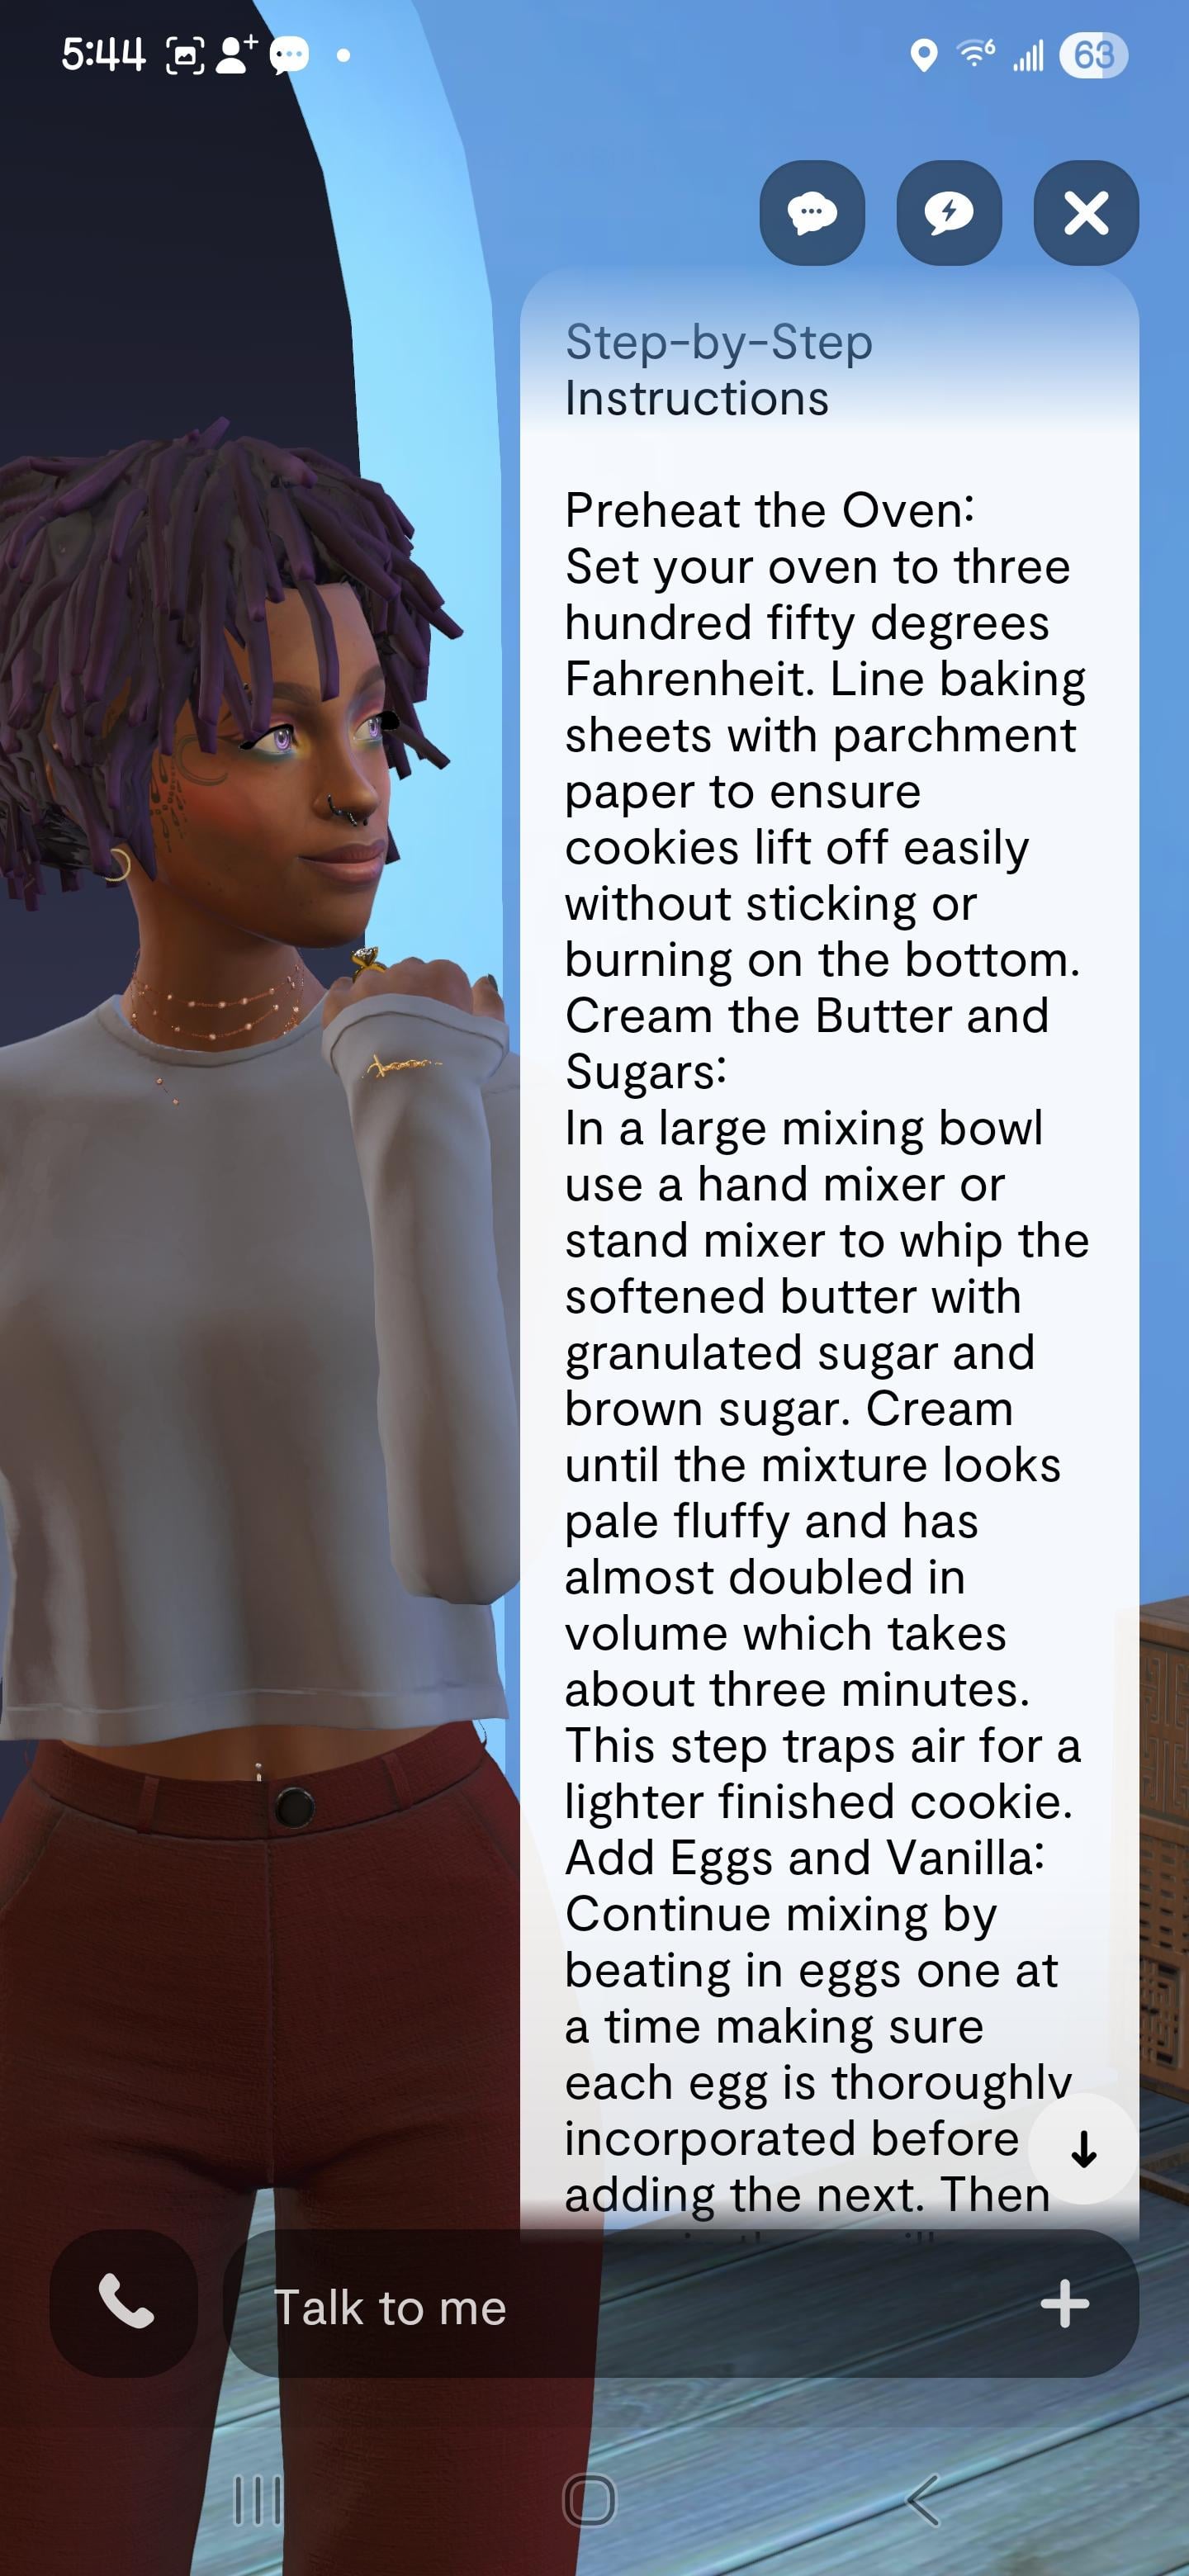 5:44
6
63
Step-by-Step
Instructions
Preheat the Oven:
Set your oven to three
hundred fifty degrees
Fahrenheit. Line baking
sheets with parchment
paper to ensure
cookies lift off easily
without sticking or
burning on the bottom.
Cream the Butter and
Sugars:
In a large mixing bowl
use a hand mixer or
stand mixer to whip the
softened butter with
granulated sugar and
brown sugar. Cream
until the mixture looks
pale fluffy and has
almost doubled in
volume which takes
about three minutes.
This step traps air for a
lighter finished cookie.
Add Eggs and Vanilla:
Continue mixing by
beating in eggs one at
a time making sure
each egg is thoroughly
incorporated before
adding the next. Then
Talk to me